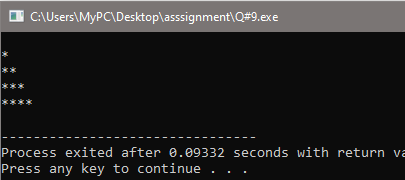 C:\Users\MyPC\Desktop\asssignment\Q#9.exe
*
**
***
****
--------------------------------
Process exited after 0.09332 seconds with return va
Press any key to continue . . .